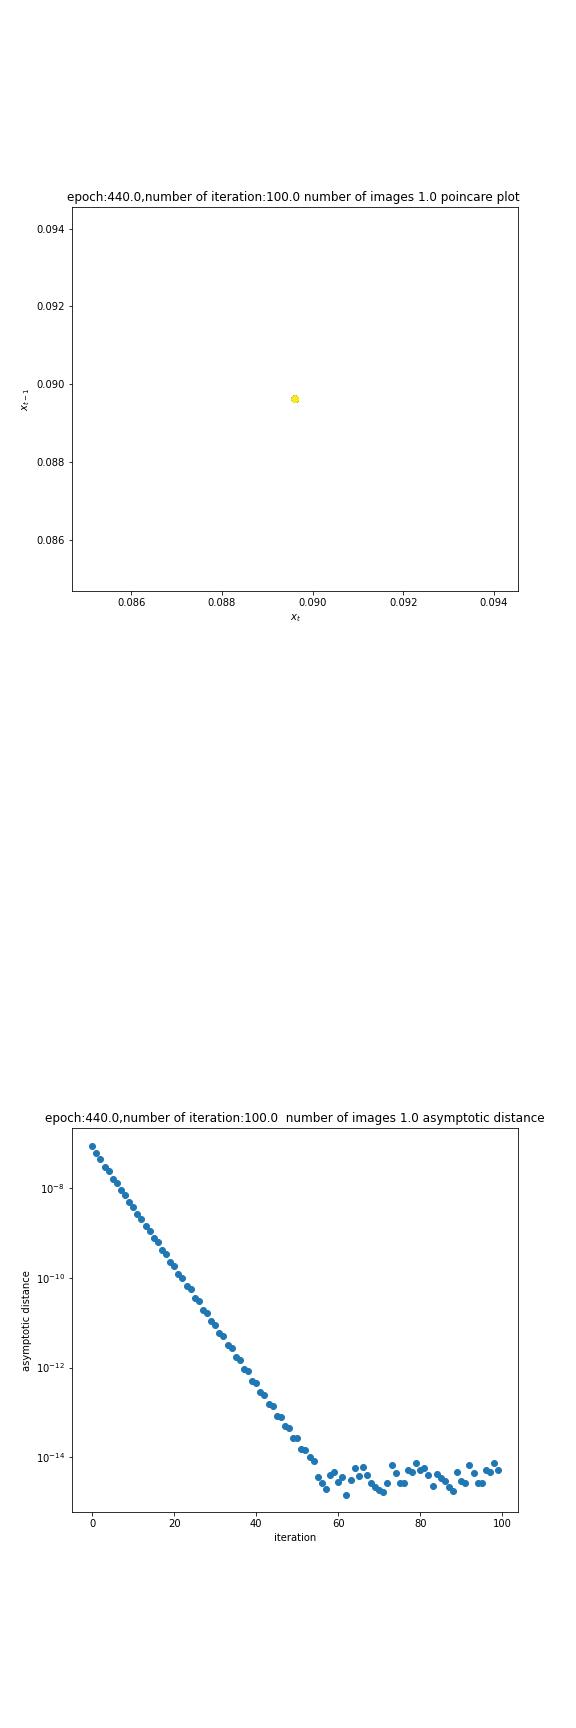 epoch:440.0,number of iteration:100.0 number of images 1.0 poincare plot
0.094
0.092
0.090
0.088
0.086
x_{t-1}
0.086 0.088 0.090 0.092 0.094
x_t
epoch:440.0,number of iteration:100.0  number of images 1.0 asymptotic distance
10^{-8}
10^{-10}
10^{-12}
10^{-14}
asymptotic distance
0 20 40 60 80 100
iteration